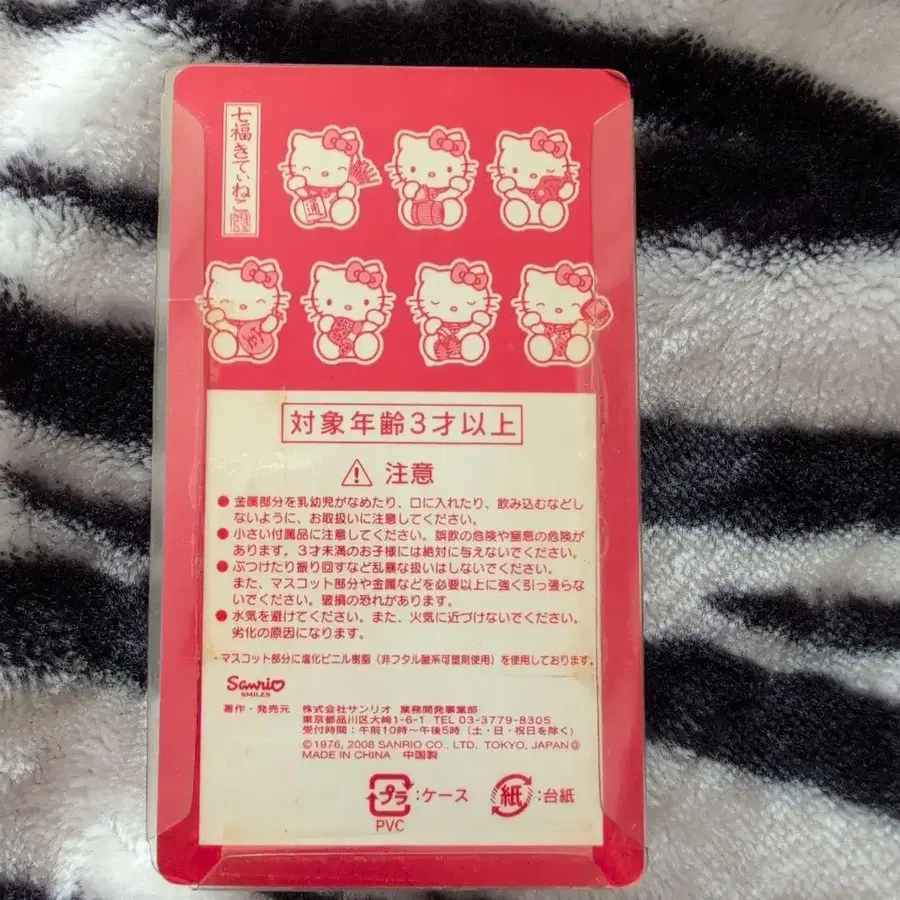 七福きてぃねこ
対象年齢3才以上
注意
●金属部分を乳幼児がなめたり、口に入れたり、飲み込むなどし
ないように、お取扱いに注意してください。
●小さい付属品に注意してください。誤飲の危険や窒息の危険が
あります。3才未満のお子様には絶対に与えないでください。
●ぶつけたり振り回すなど乱暴な扱いはしないでください。
また、マスコット部分や金属などを必要以上に強く引っ張らな
いでください。破損の恐れがあります。
●水気を避けてください。また、火気に近づけないでください。
劣化の原因になります。
・マスコット部分に塩化ビニル樹脂（非フタル酸系可塑剤使用）を使用しております。
Sanrio
SMILES
著作・発売元 株式会社サンリオ 業務開発事業部
東京都品川区大崎1-6-1 TEL 03-3779-8305
受付時間：午前10時～午後5時（土・日・祝日を除く）
©1976, 2008 SANRIO CO., LTD. TOKYO, JAPAN
MADE IN CHINA 中国製
プラ：ケース 紙：台紙
PVC